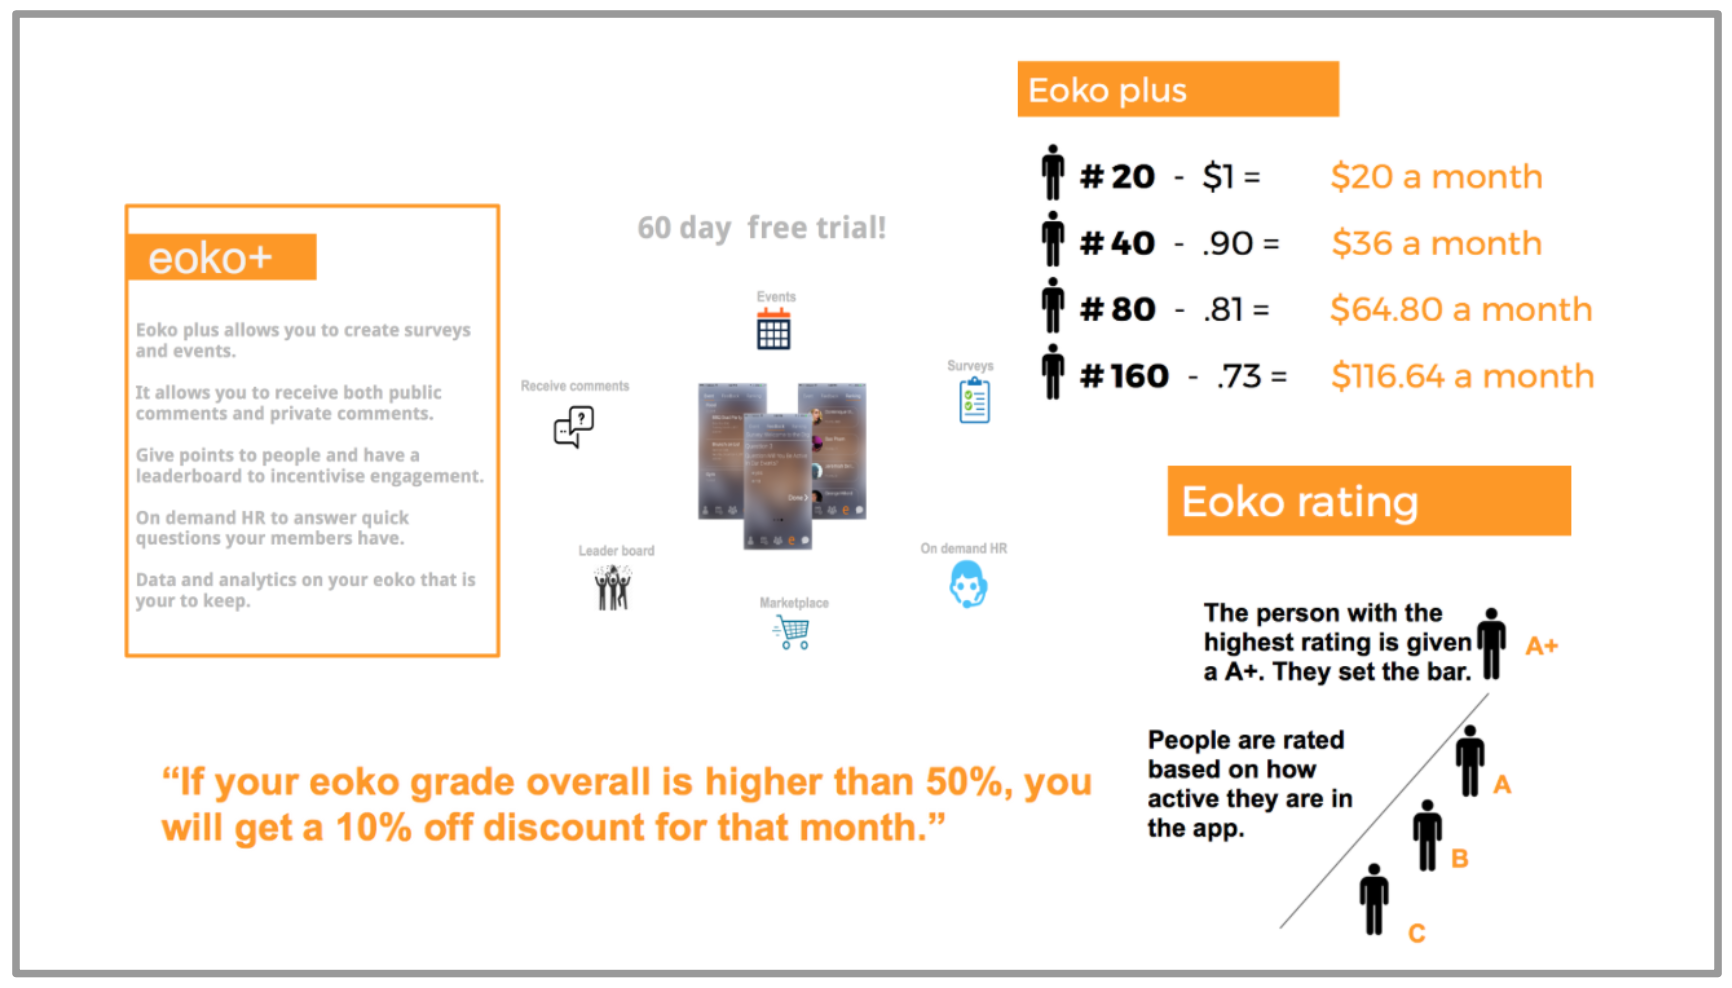 Eoko plus
#20 - $1 = $20 a month
#40 - .90 = $36 a month
#80 - .81 = $64.80 a month
#160 - .73 = $116.64 a month
eoko+
Eoko plus allows you to create surveys
and events.
It allows you to receive both public
comments and private comments.
Give points to people and have a
leaderboard to incentivise engagement.
On demand HR to answer quick
questions your members have.
Data and analytics on your eoko that is
your to keep.
60 day free trial!
Events
Receive comments
Surveys
Done >
Leader board
On demand HR
Marketplace
Eoko rating
The person with the
highest rating is given
a A+. They set the bar.
A+
People are rated
based on how
active they are in
the app.
A
B
C
“If your eoko grade overall is higher than 50%, you
will get a 10% off discount for that month.”